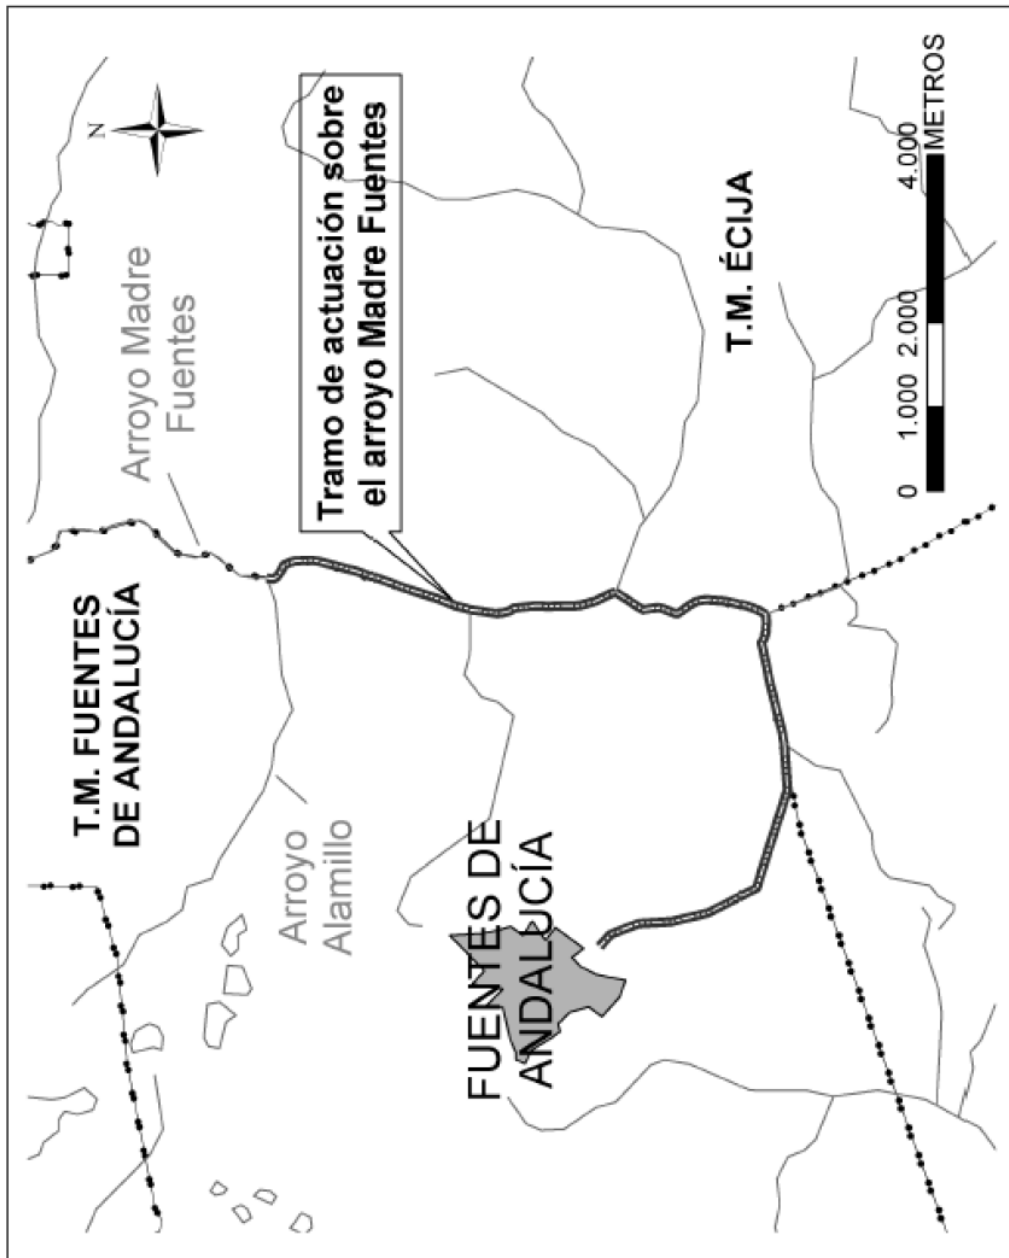 N
Arroyo Madre
Fuentes
T.M. FUENTES
DE ANDALUCÍA
Tramo de actuación sobre
el arroyo Madre Fuentes
Arroyo
Alamillo
FUENTES DE
ANDALUCÍA
T.M. ÉCIJA
0 1.000 2.000 4.000
METROS